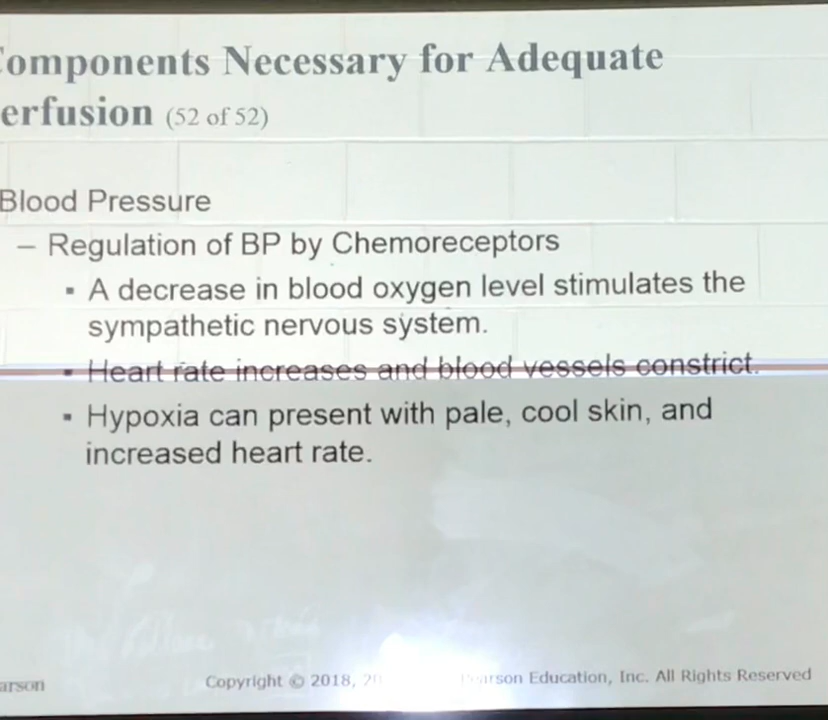 omponents Necessary for Adequate
erfusion (52 of 52)
Blood Pressure
– Regulation of BP by Chemoreceptors
▪ A decrease in blood oxygen level stimulates the
sympathetic nervous system.
▪ Heart rate increases and blood vessels constrict.
▪ Hypoxia can present with pale, cool skin, and
increased heart rate.
arson Copyright © 2018, Pearson Education, Inc. All Rights Reserved